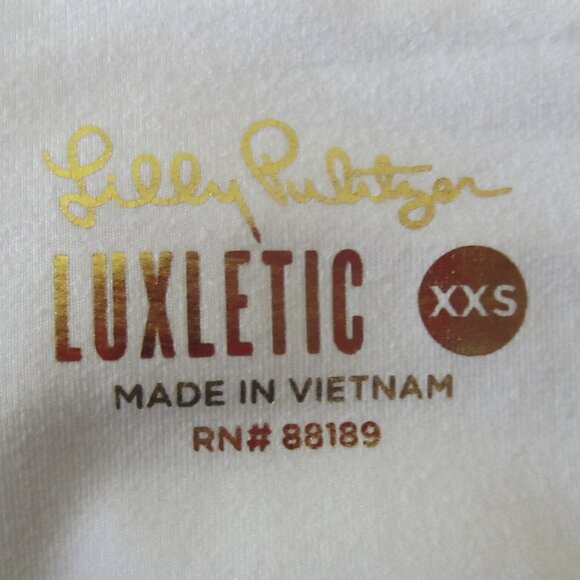 Lilly Pulitzer
LUXLETIC XXS
MADE IN VIETNAM
RN# 88189